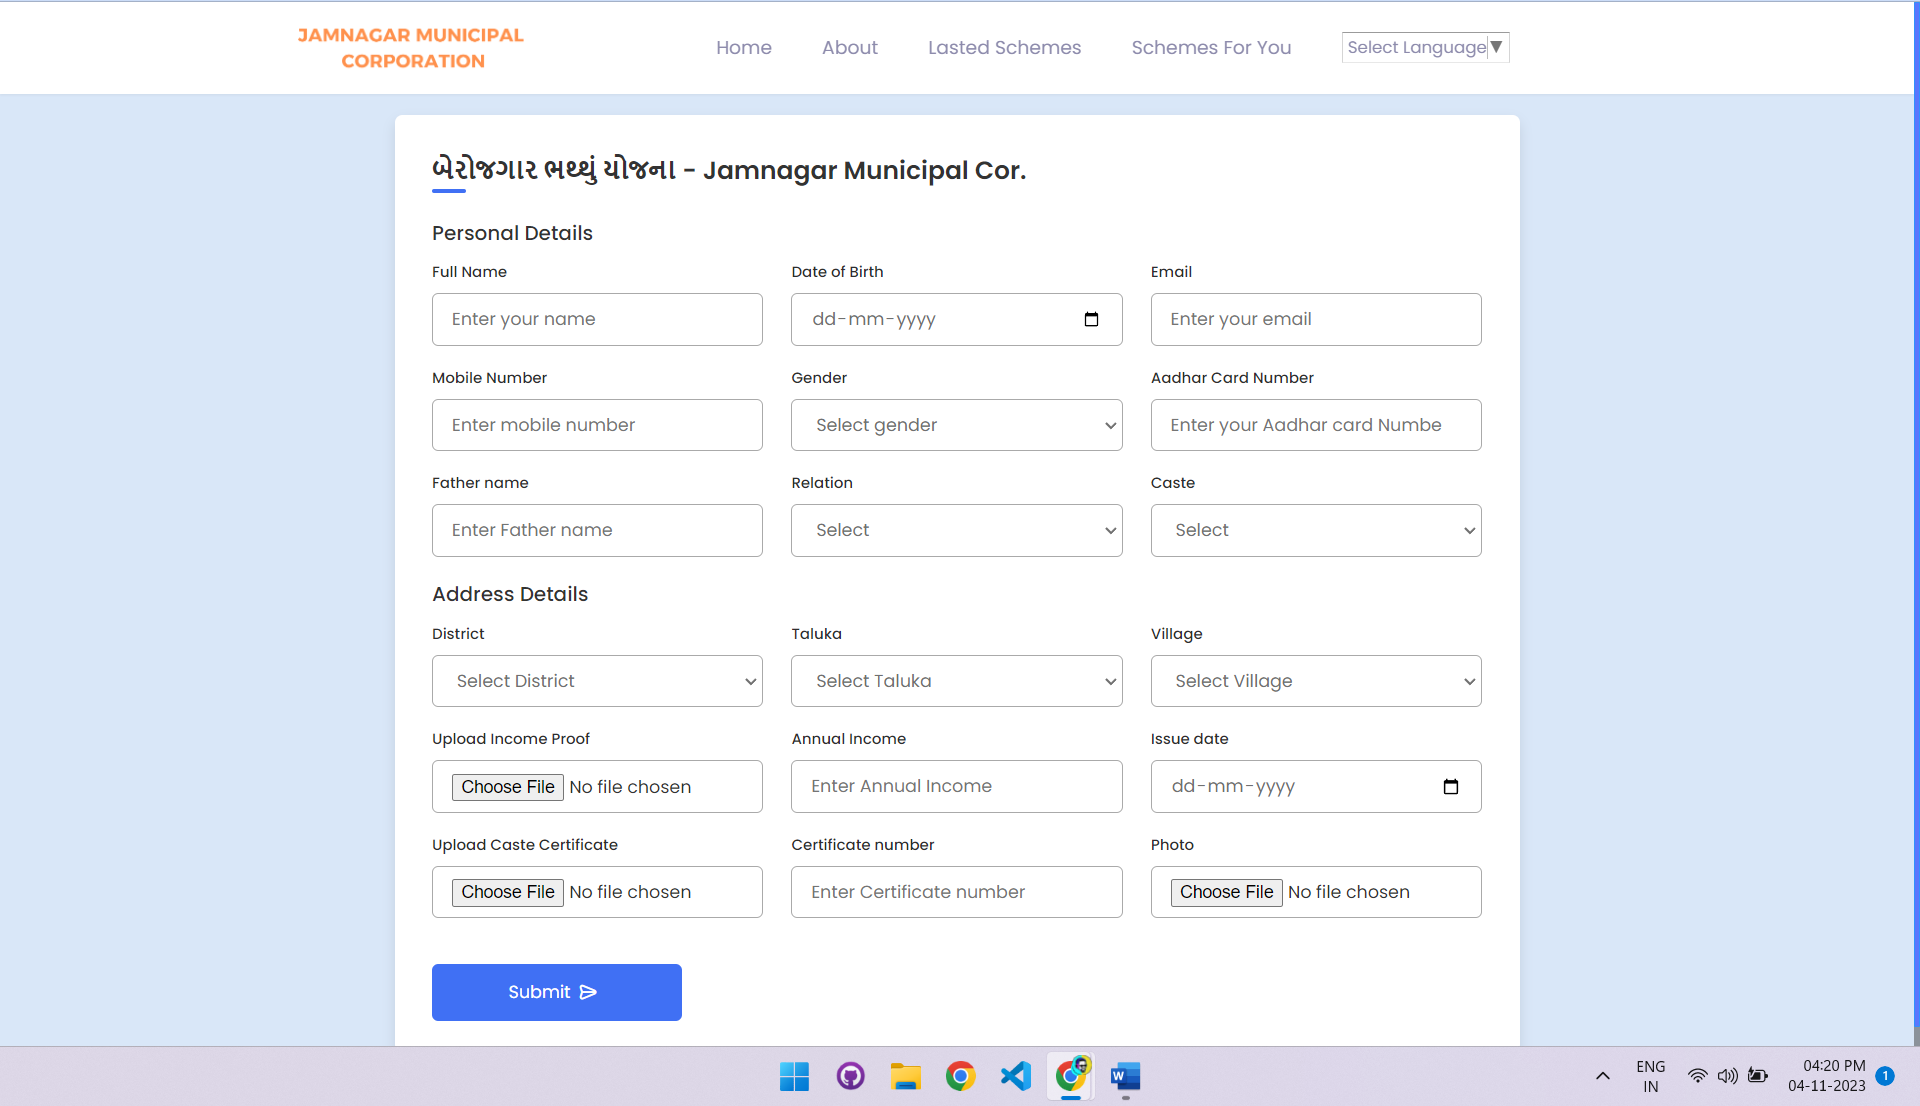 JAMNAGAR MUNICIPAL
CORPORATION
Home About Lasted Schemes Schemes For You Select Language▼
બેરોજગાર ભથ્થું યોજના - Jamnagar Municipal Cor.
Personal Details
Full Name Date of Birth Email
Enter your name dd-mm-yyyy Enter your email
Mobile Number Gender Aadhar Card Number
Enter mobile number Select gender Enter your Aadhar card Numbe
Father name Relation Caste
Enter Father name Select Select
Address Details
District Taluka Village
Select District Select Taluka Select Village
Upload Income Proof Annual Income Issue date
Choose File No file chosen Enter Annual Income dd-mm-yyyy
Upload Caste Certificate Certificate number Photo
Choose File No file chosen Enter Certificate number Choose File No file chosen
Submit
ENG 04:20 PM
IN 04-11-2023 1
W